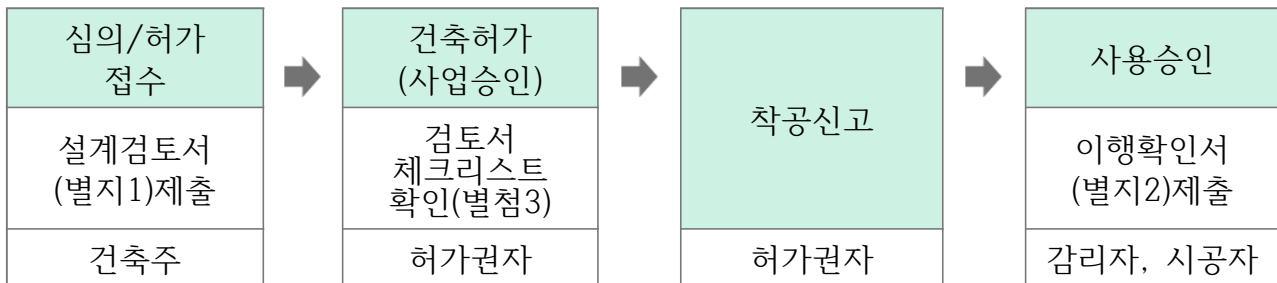 심의/허가
접수
설계검토서
(별지1)제출
건축주
건축허가
(사업승인)
검토서
체크리스트
확인(별첨3)
허가권자
착공신고
허가권자
사용승인
이행확인서
(별지2)제출
감리자, 시공자